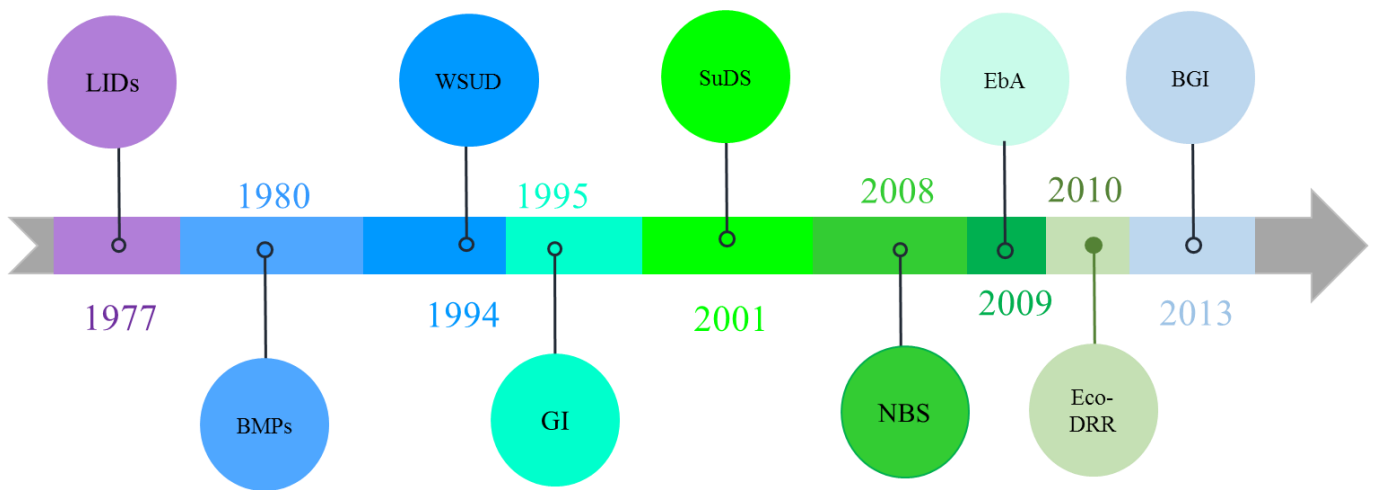 LIDs
WSUD
SuDS
EbA
BGI
1980
1995
2008
2010
1977
1994
2001
2009
2013
BMPs
GI
NBS
Eco-
DRR